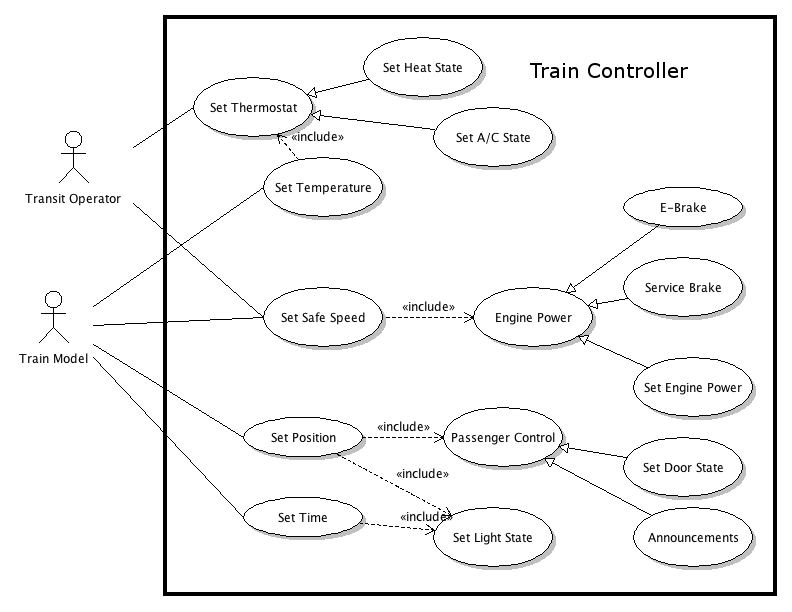 Set Heat State
Train Controller
Set Thermostat
«include»
Set A/C State
Set Temperature
Transit Operator
E-Brake
Service Brake
«include»
Set Safe Speed
Engine Power
Train Model
Set Engine Power
«include»
Set Position
Passenger Control
«include»
Set Door State
«include»
Set Time
Set Light State
Announcements